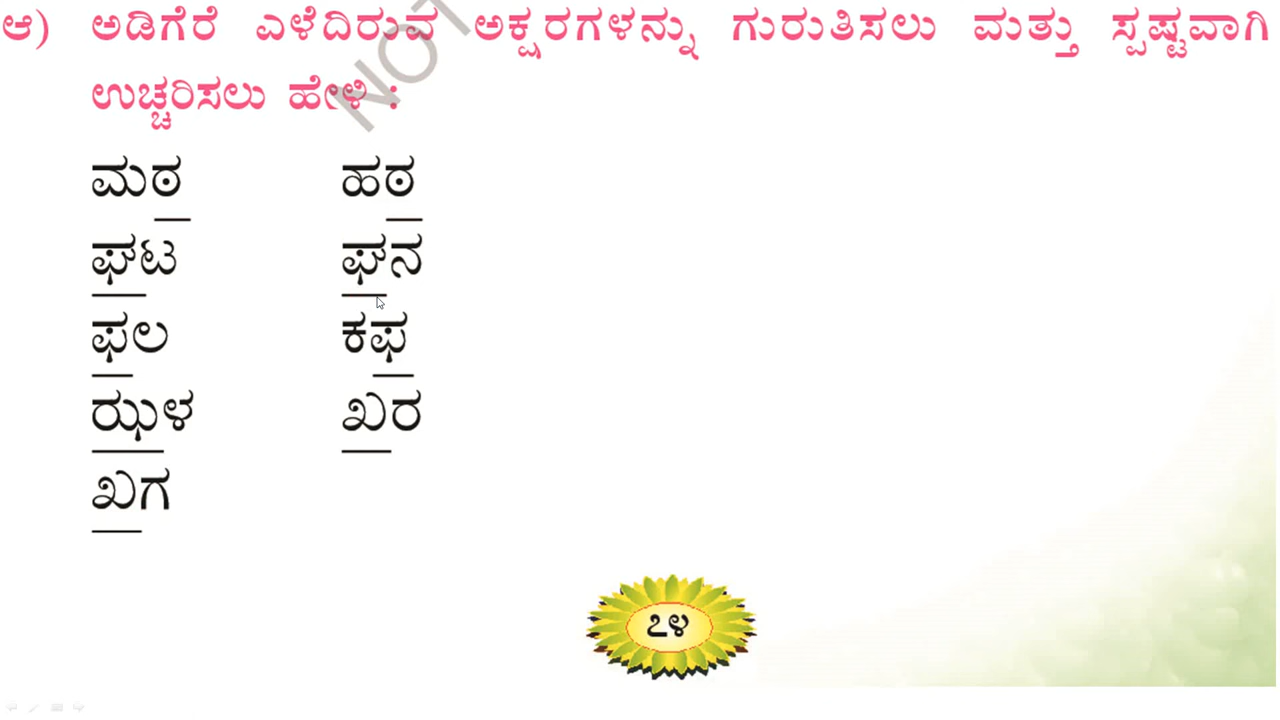 ಆ) ಅಡಿಗೆರೆ ಎಳೆದಿರುವ ಅಕ್ಷರಗಳನ್ನು ಗುರುತಿಸಲು ಮತ್ತು ಸ್ಪಷ್ಟವಾಗಿ
ಉಚ್ಚರಿಸಲು ಹೇಳಿ :
NOT
ಮಠ ಹಠ
ಘಟ ಘನ
ಫಲ ಕಫ
ಝಳ ಖರ
ಖಗ
೭೪